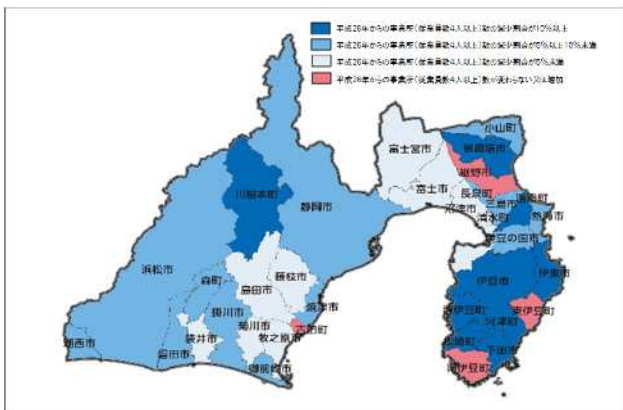 平成26年からの事業所(従業員数4人以上)数の減少割合が10%以上
平成26年からの事業所(従業員数4人以上)数の減少割合が5%以上10%未満
平成26年からの事業所(従業員数4人以上)数の減少割合が5%未満
平成26年からの事業所(従業員数4人以上)数が変わらない又は増加
小山町
富士宮市
御殿場市
裾野市
川根本町
富士市
長泉町
静岡市
沼津市
三島市
函南町
清水町
熱海市
伊豆の国市
浜松市
森町
藤枝市
島田市
伊豆市
伊東市
掛川市
焼津市
西伊豆町
東伊豆町
菊川市
吉田町
河津町
湖西市
袋井市
牧之原市
松崎町
下田市
磐田市
御前崎市
南伊豆町